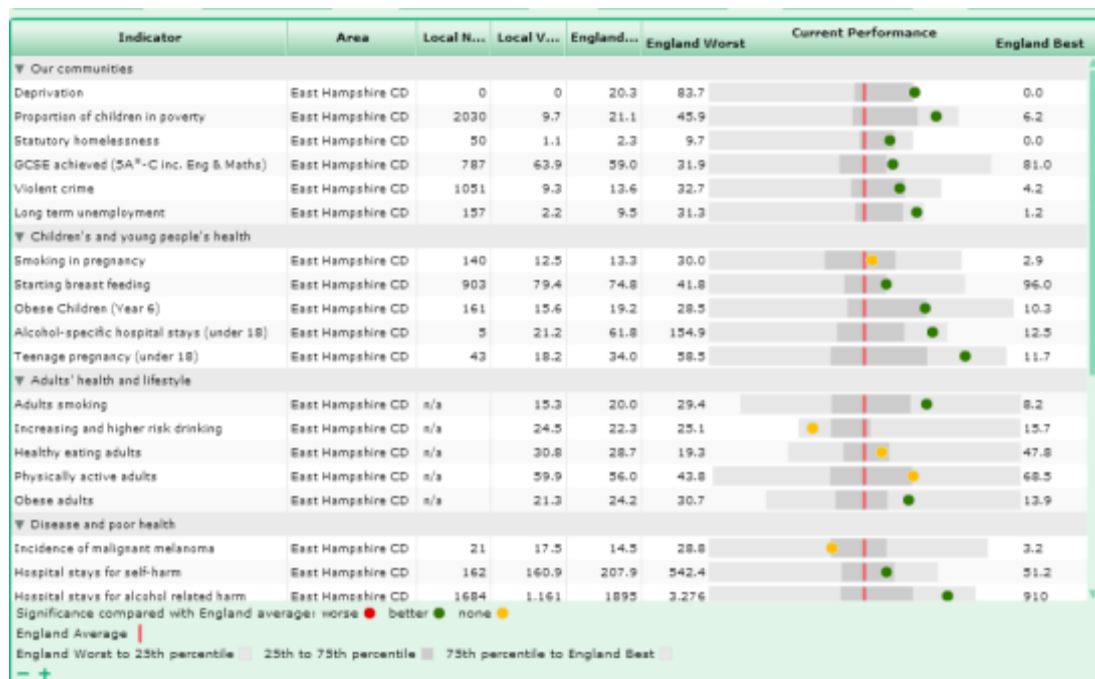 Indicator Area Local N... Local V... England... England Worst Current Performance England Best
▼ Our communities
Deprivation East Hampshire CD 0 0 20.3 83.7 0.0
Proportion of children in poverty East Hampshire CD 2030 9.7 21.1 45.9 6.2
Statutory homelessness East Hampshire CD 50 1.1 2.3 9.7 0.0
GCSE achieved (5A*-C inc. Eng & Maths) East Hampshire CD 787 63.9 59.0 31.9 81.0
Violent crime East Hampshire CD 1051 9.3 13.6 32.7 4.2
Long term unemployment East Hampshire CD 157 2.2 9.5 31.3 1.2
▼ Children's and young people's health
Smoking in pregnancy East Hampshire CD 140 12.5 13.3 30.0 2.9
Starting breast feeding East Hampshire CD 903 79.4 74.8 41.8 96.0
Obese Children (Year 6) East Hampshire CD 161 15.6 19.2 28.5 10.3
Alcohol-specific hospital stays (under 18) East Hampshire CD 5 21.2 61.8 154.9 12.5
Teenage pregnancy (under 18) East Hampshire CD 43 18.2 34.0 58.5 11.7
▼ Adults' health and lifestyle
Adults smoking East Hampshire CD n/a 15.3 20.0 29.4 8.2
Increasing and higher risk drinking East Hampshire CD n/a 24.5 22.3 25.1 15.7
Healthy eating adults East Hampshire CD n/a 30.8 28.7 19.3 47.8
Physically active adults East Hampshire CD n/a 59.9 56.0 43.8 68.5
Obese adults East Hampshire CD n/a 21.3 24.2 30.7 13.9
▼ Disease and poor health
Incidence of malignant melanoma East Hampshire CD 21 17.5 14.5 28.8 3.2
Hospital stays for self-harm East Hampshire CD 162 160.9 207.9 542.4 51.2
Hospital stays for alcohol related harm East Hampshire CD 1684 1.161 1895 3.276 910
Significance compared with England average: worse better none
England Average
England Worst to 25th percentile 25th to 75th percentile 75th percentile to England Best
− +